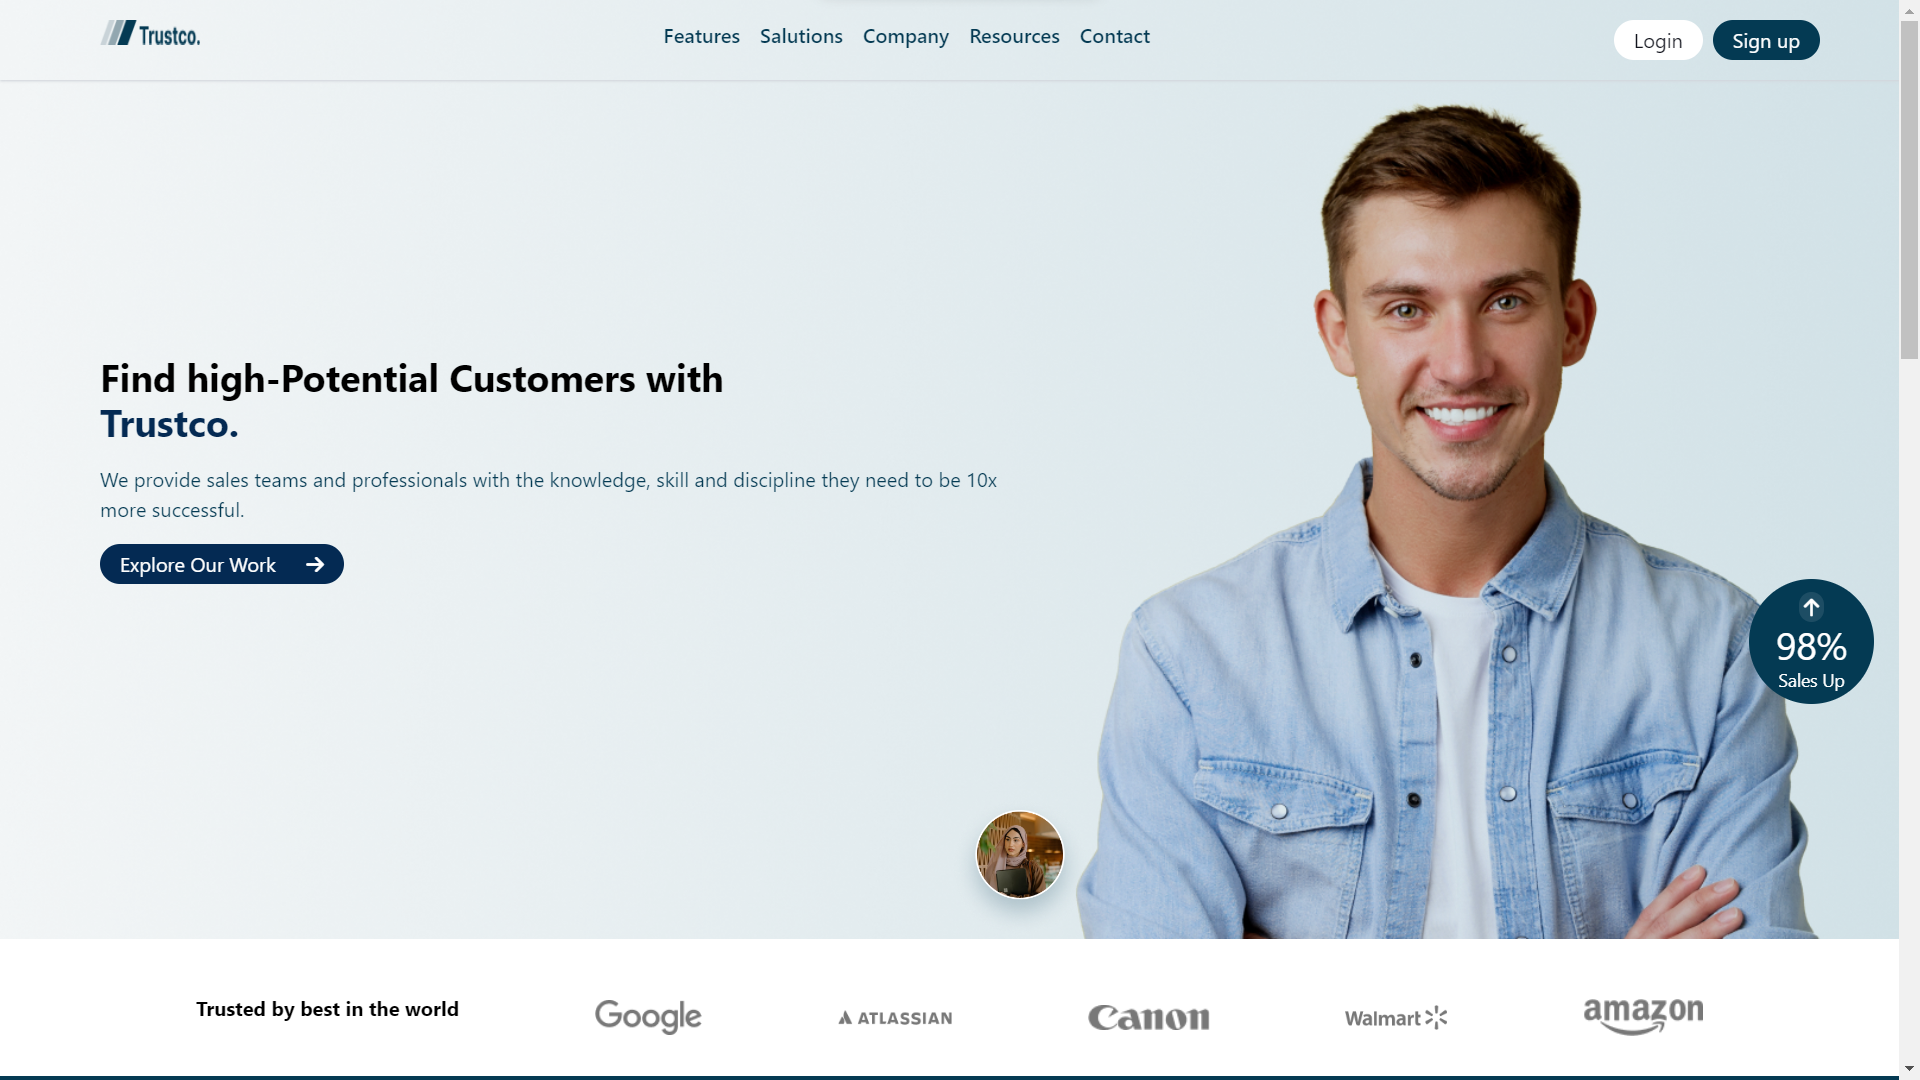 Trustco.
Features
Salutions
Company
Resources
Contact
Login
Sign up
Find high-Potential Customers with
Trustco.
We provide sales teams and professionals with the knowledge, skill and discipline they need to be 10x
more successful.
Explore Our Work
98%
Sales Up
Trusted by best in the world
Google
ATLASSIAN
Canon
Walmart
amazon